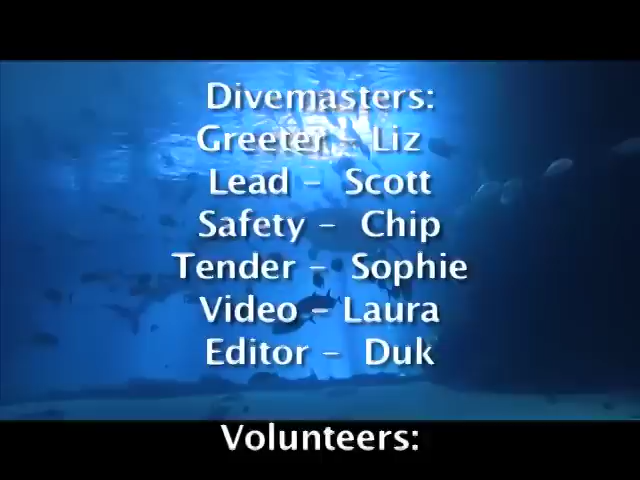 Divemasters:
Greeter – Liz
Lead – Scott
Safety – Chip
Tender – Sophie
Video – Laura
Editor – Duk
Volunteers: